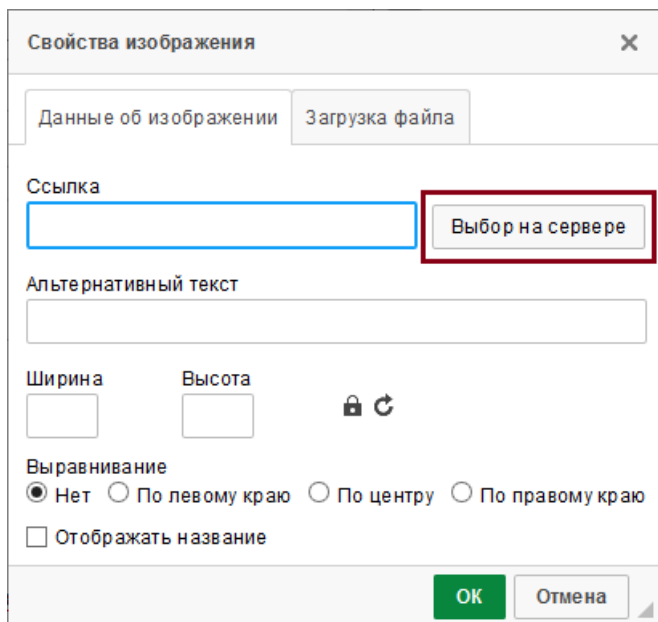 Свойства изображения
Данные об изображении Загрузка файла
Ссылка
Выбор на сервере
Альтернативный текст
Ширина Высота
Выравнивание
Нет По левому краю По центру По правому краю
Отображать название
ОК Отмена